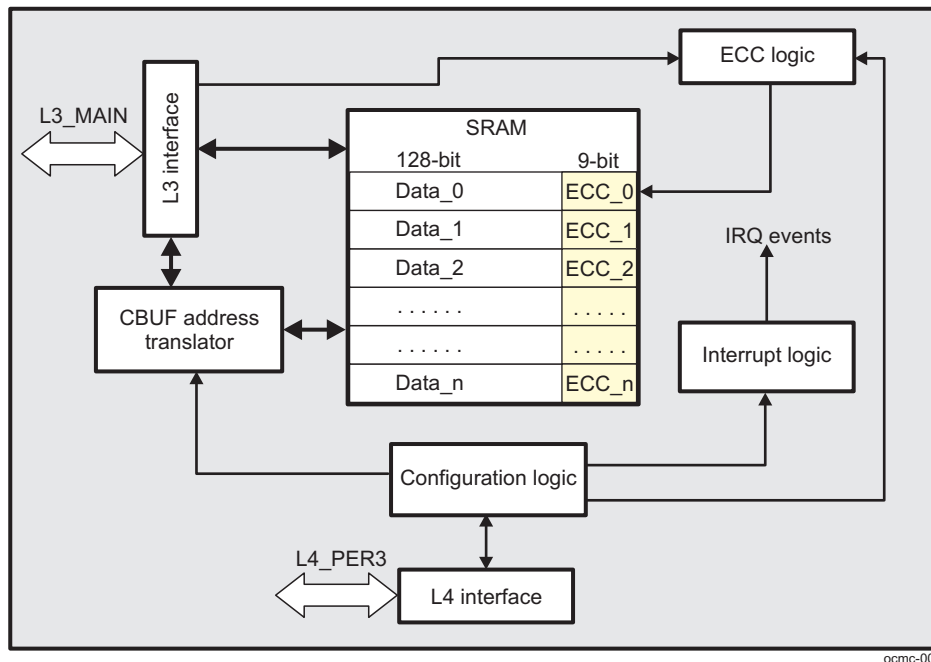 ECC logic
L3_MAIN
L3 interface
SRAM
128-bit 9-bit
Data_0 ECC_0
Data_1 ECC_1
Data_2 ECC_2
. . . . . . . . . . .
. . . . . . . . . . .
Data_n ECC_n
IRQ events
CBUF address
translator
Interrupt logic
Configuration logic
L4_PER3
L4 interface